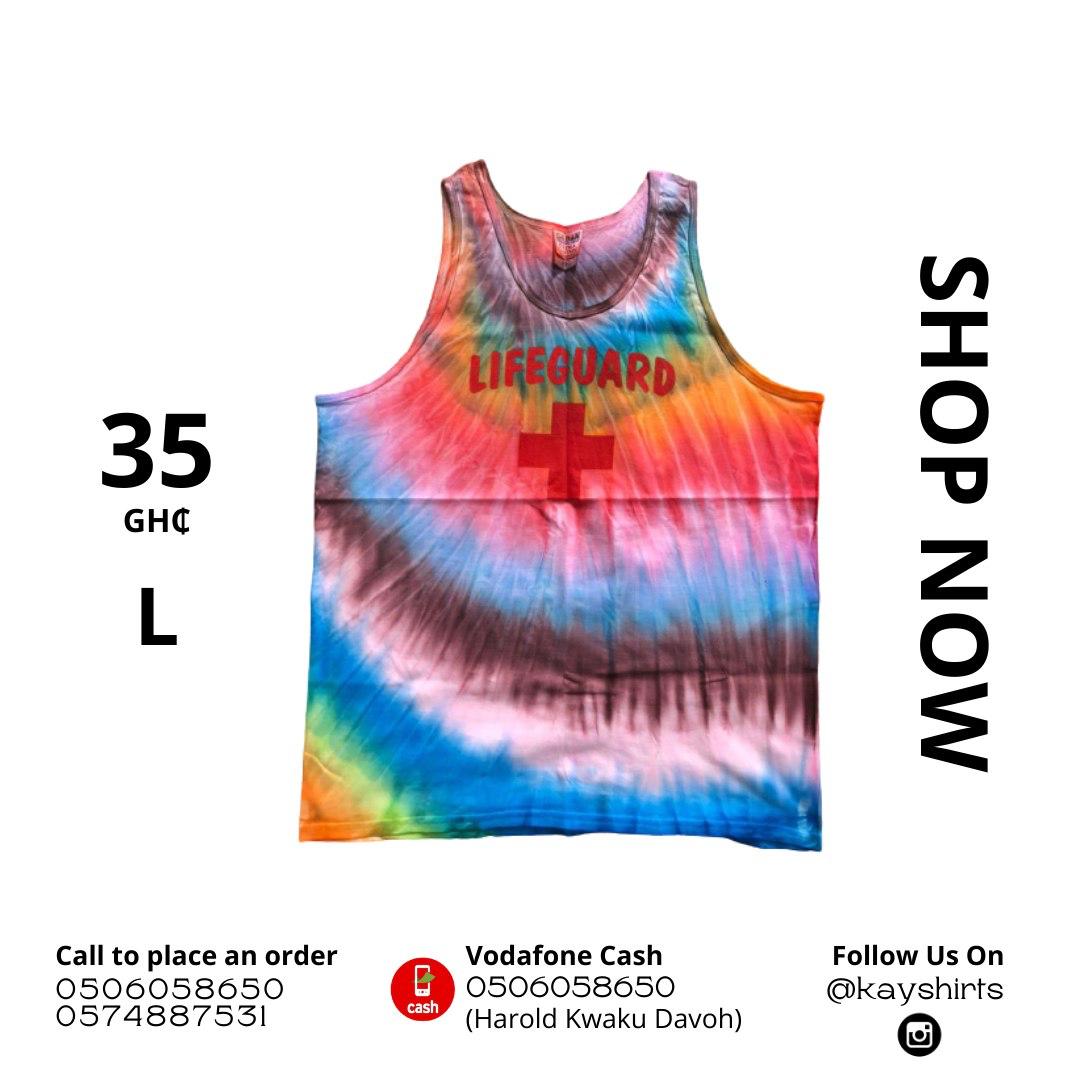 LIFEGUARD
35
GH₵
L
SHOP NOW
Call to place an order
0506058650
0574887531
cash
Vodafone Cash
0506058650
(Harold Kwaku Davoh)
Follow Us On
@kayshirts